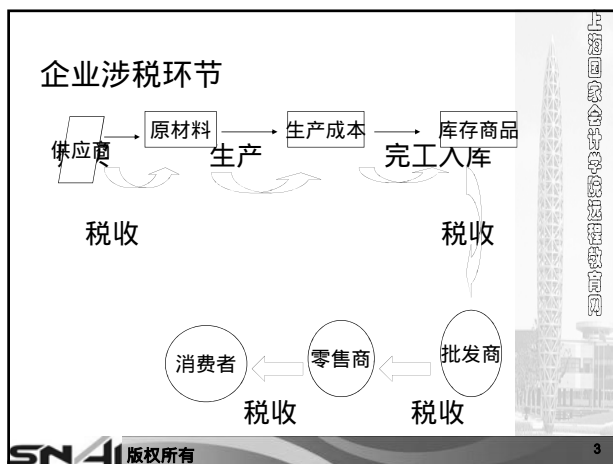 企业涉税环节
供应商
原材料
生产成本
库存商品
生产
完工入库
税收
税收
消费者
零售商
批发商
税收
税收
上海国家会计学院远程教育网
SNAI 版权所有
3